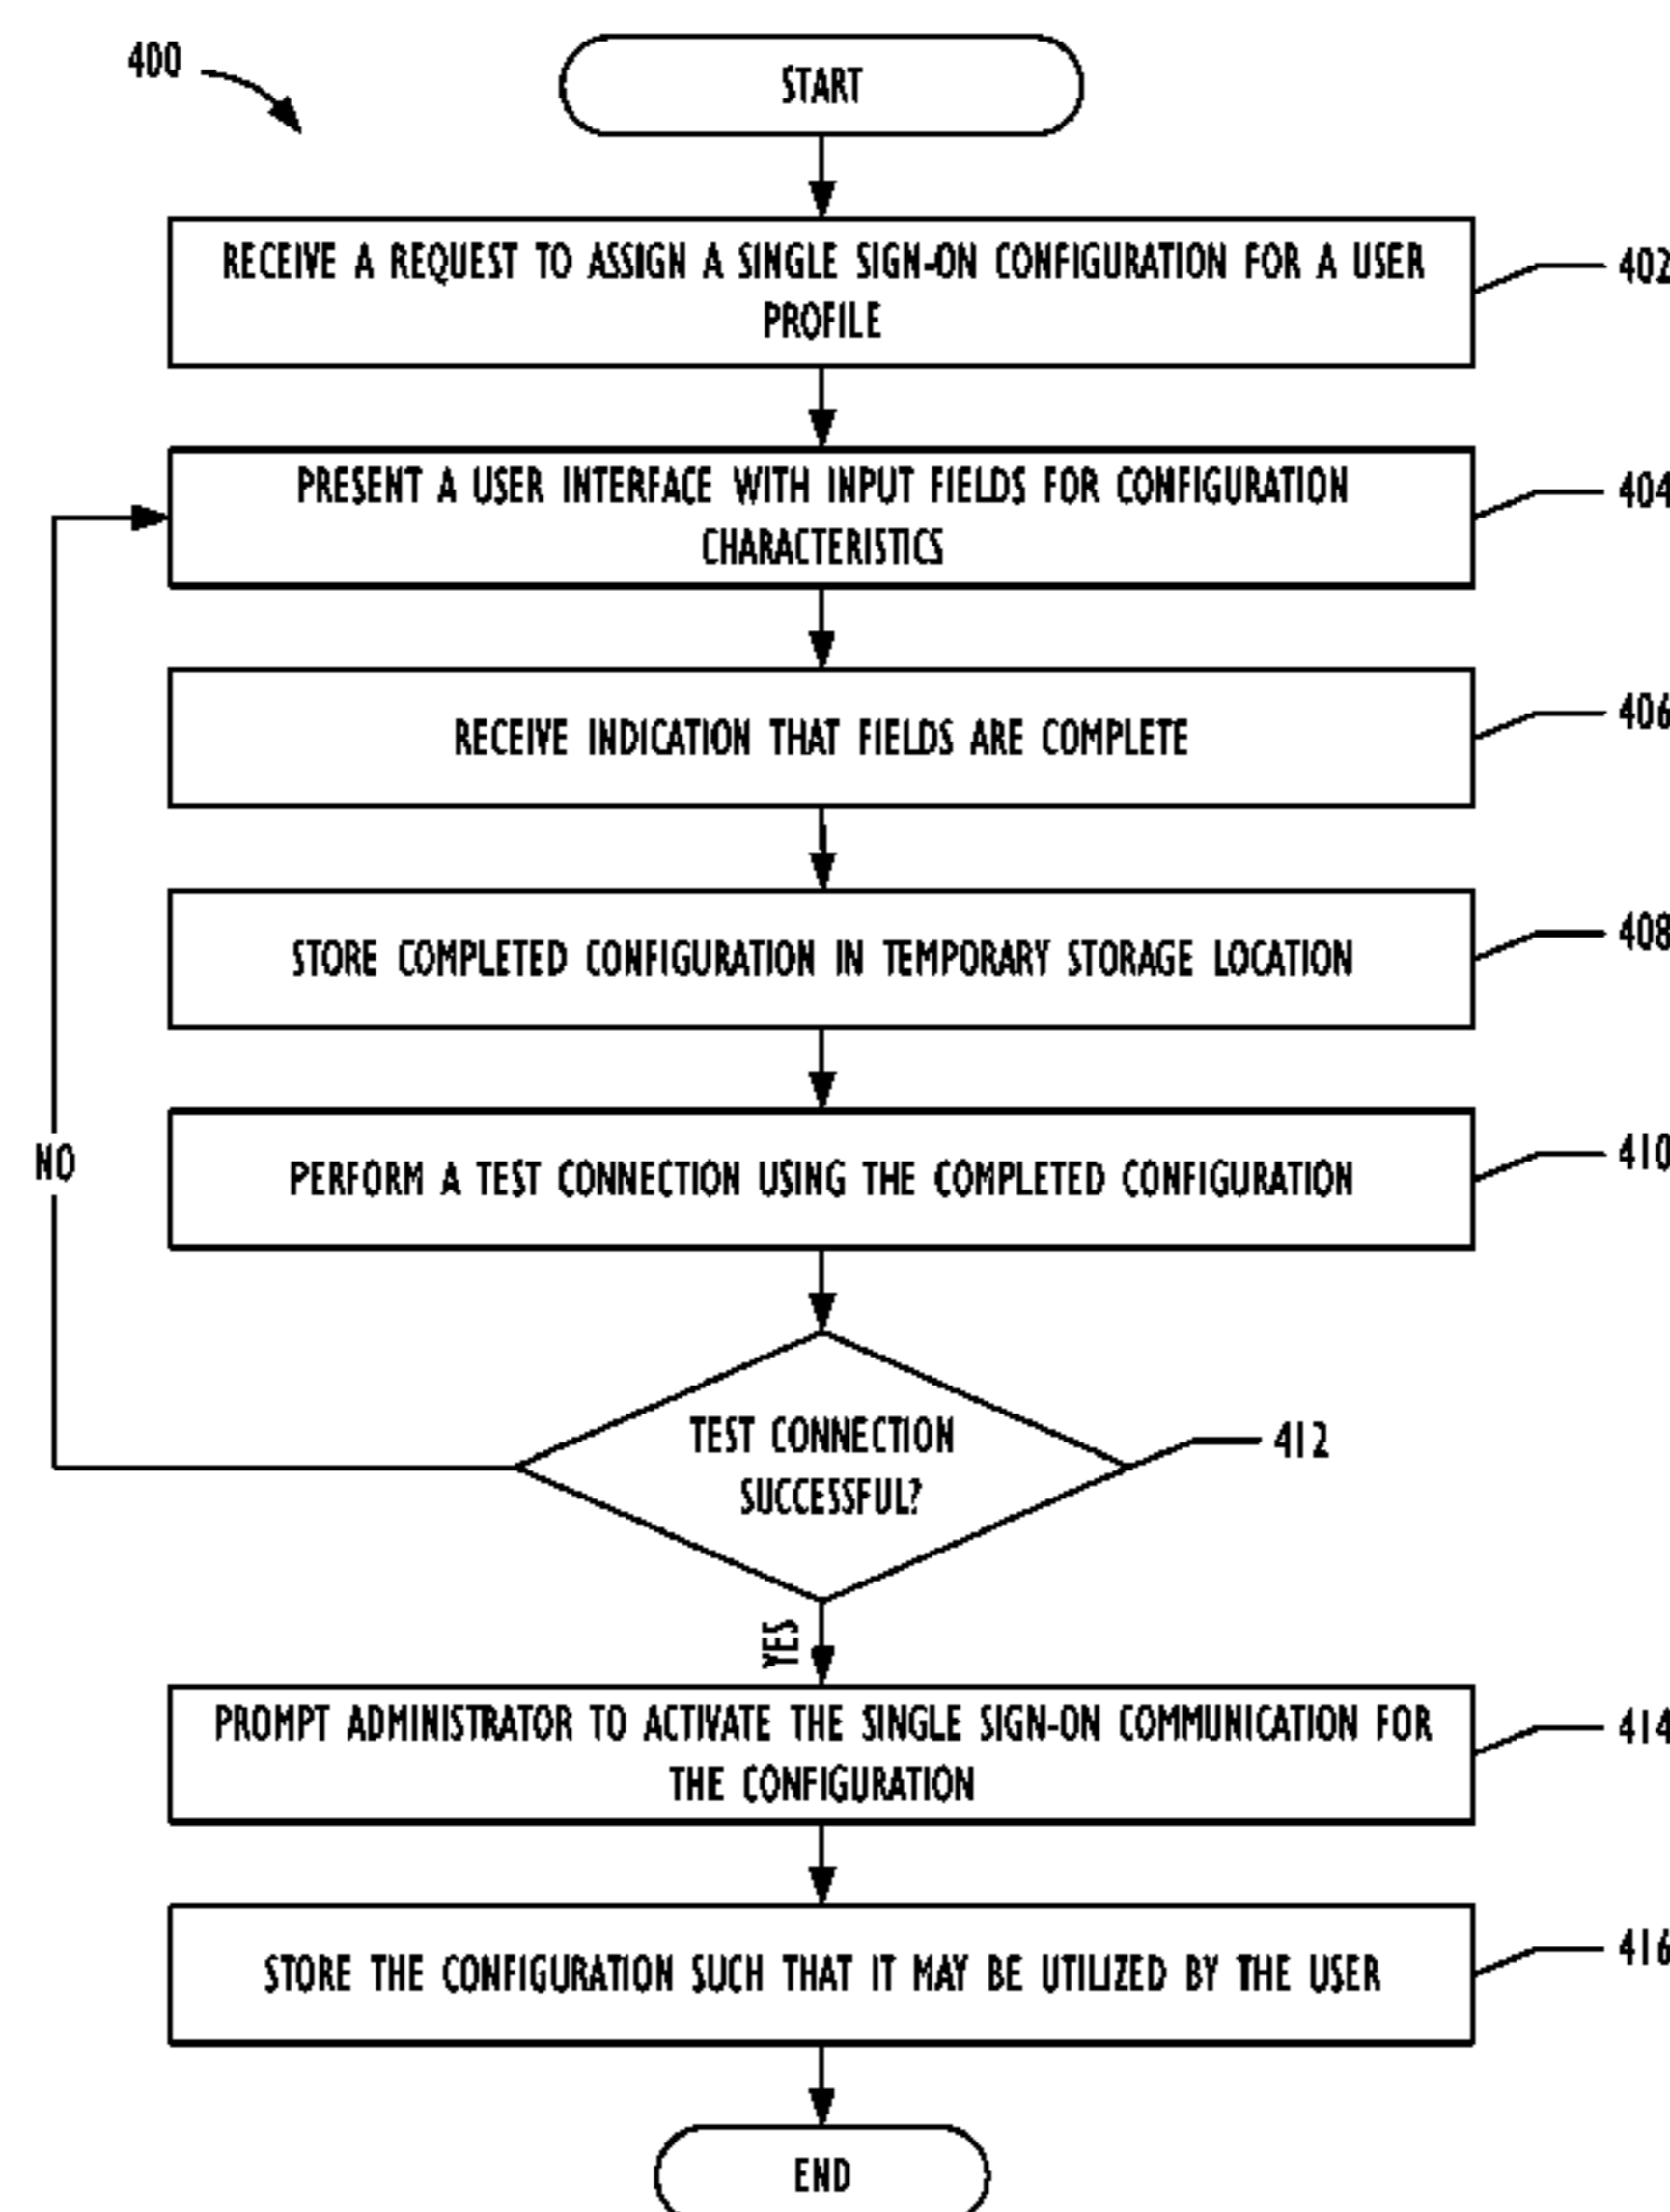 400
START
RECEIVE A REQUEST TO ASSIGN A SINGLE SIGN-ON CONFIGURATION FOR A USER
PROFILE
402
PRESENT A USER INTERFACE WITH INPUT FIELDS FOR CONFIGURATION
CHARACTERISTICS
404
RECEIVE INDICATION THAT FIELDS ARE COMPLETE
406
STORE COMPLETED CONFIGURATION IN TEMPORARY STORAGE LOCATION
408
PERFORM A TEST CONNECTION USING THE COMPLETED CONFIGURATION
410
NO
TEST CONNECTION
SUCCESSFUL?
412
YES
PROMPT ADMINISTRATOR TO ACTIVATE THE SINGLE SIGN-ON COMMUNICATION FOR
THE CONFIGURATION
414
STORE THE CONFIGURATION SUCH THAT IT MAY BE UTILIZED BY THE USER
416
END